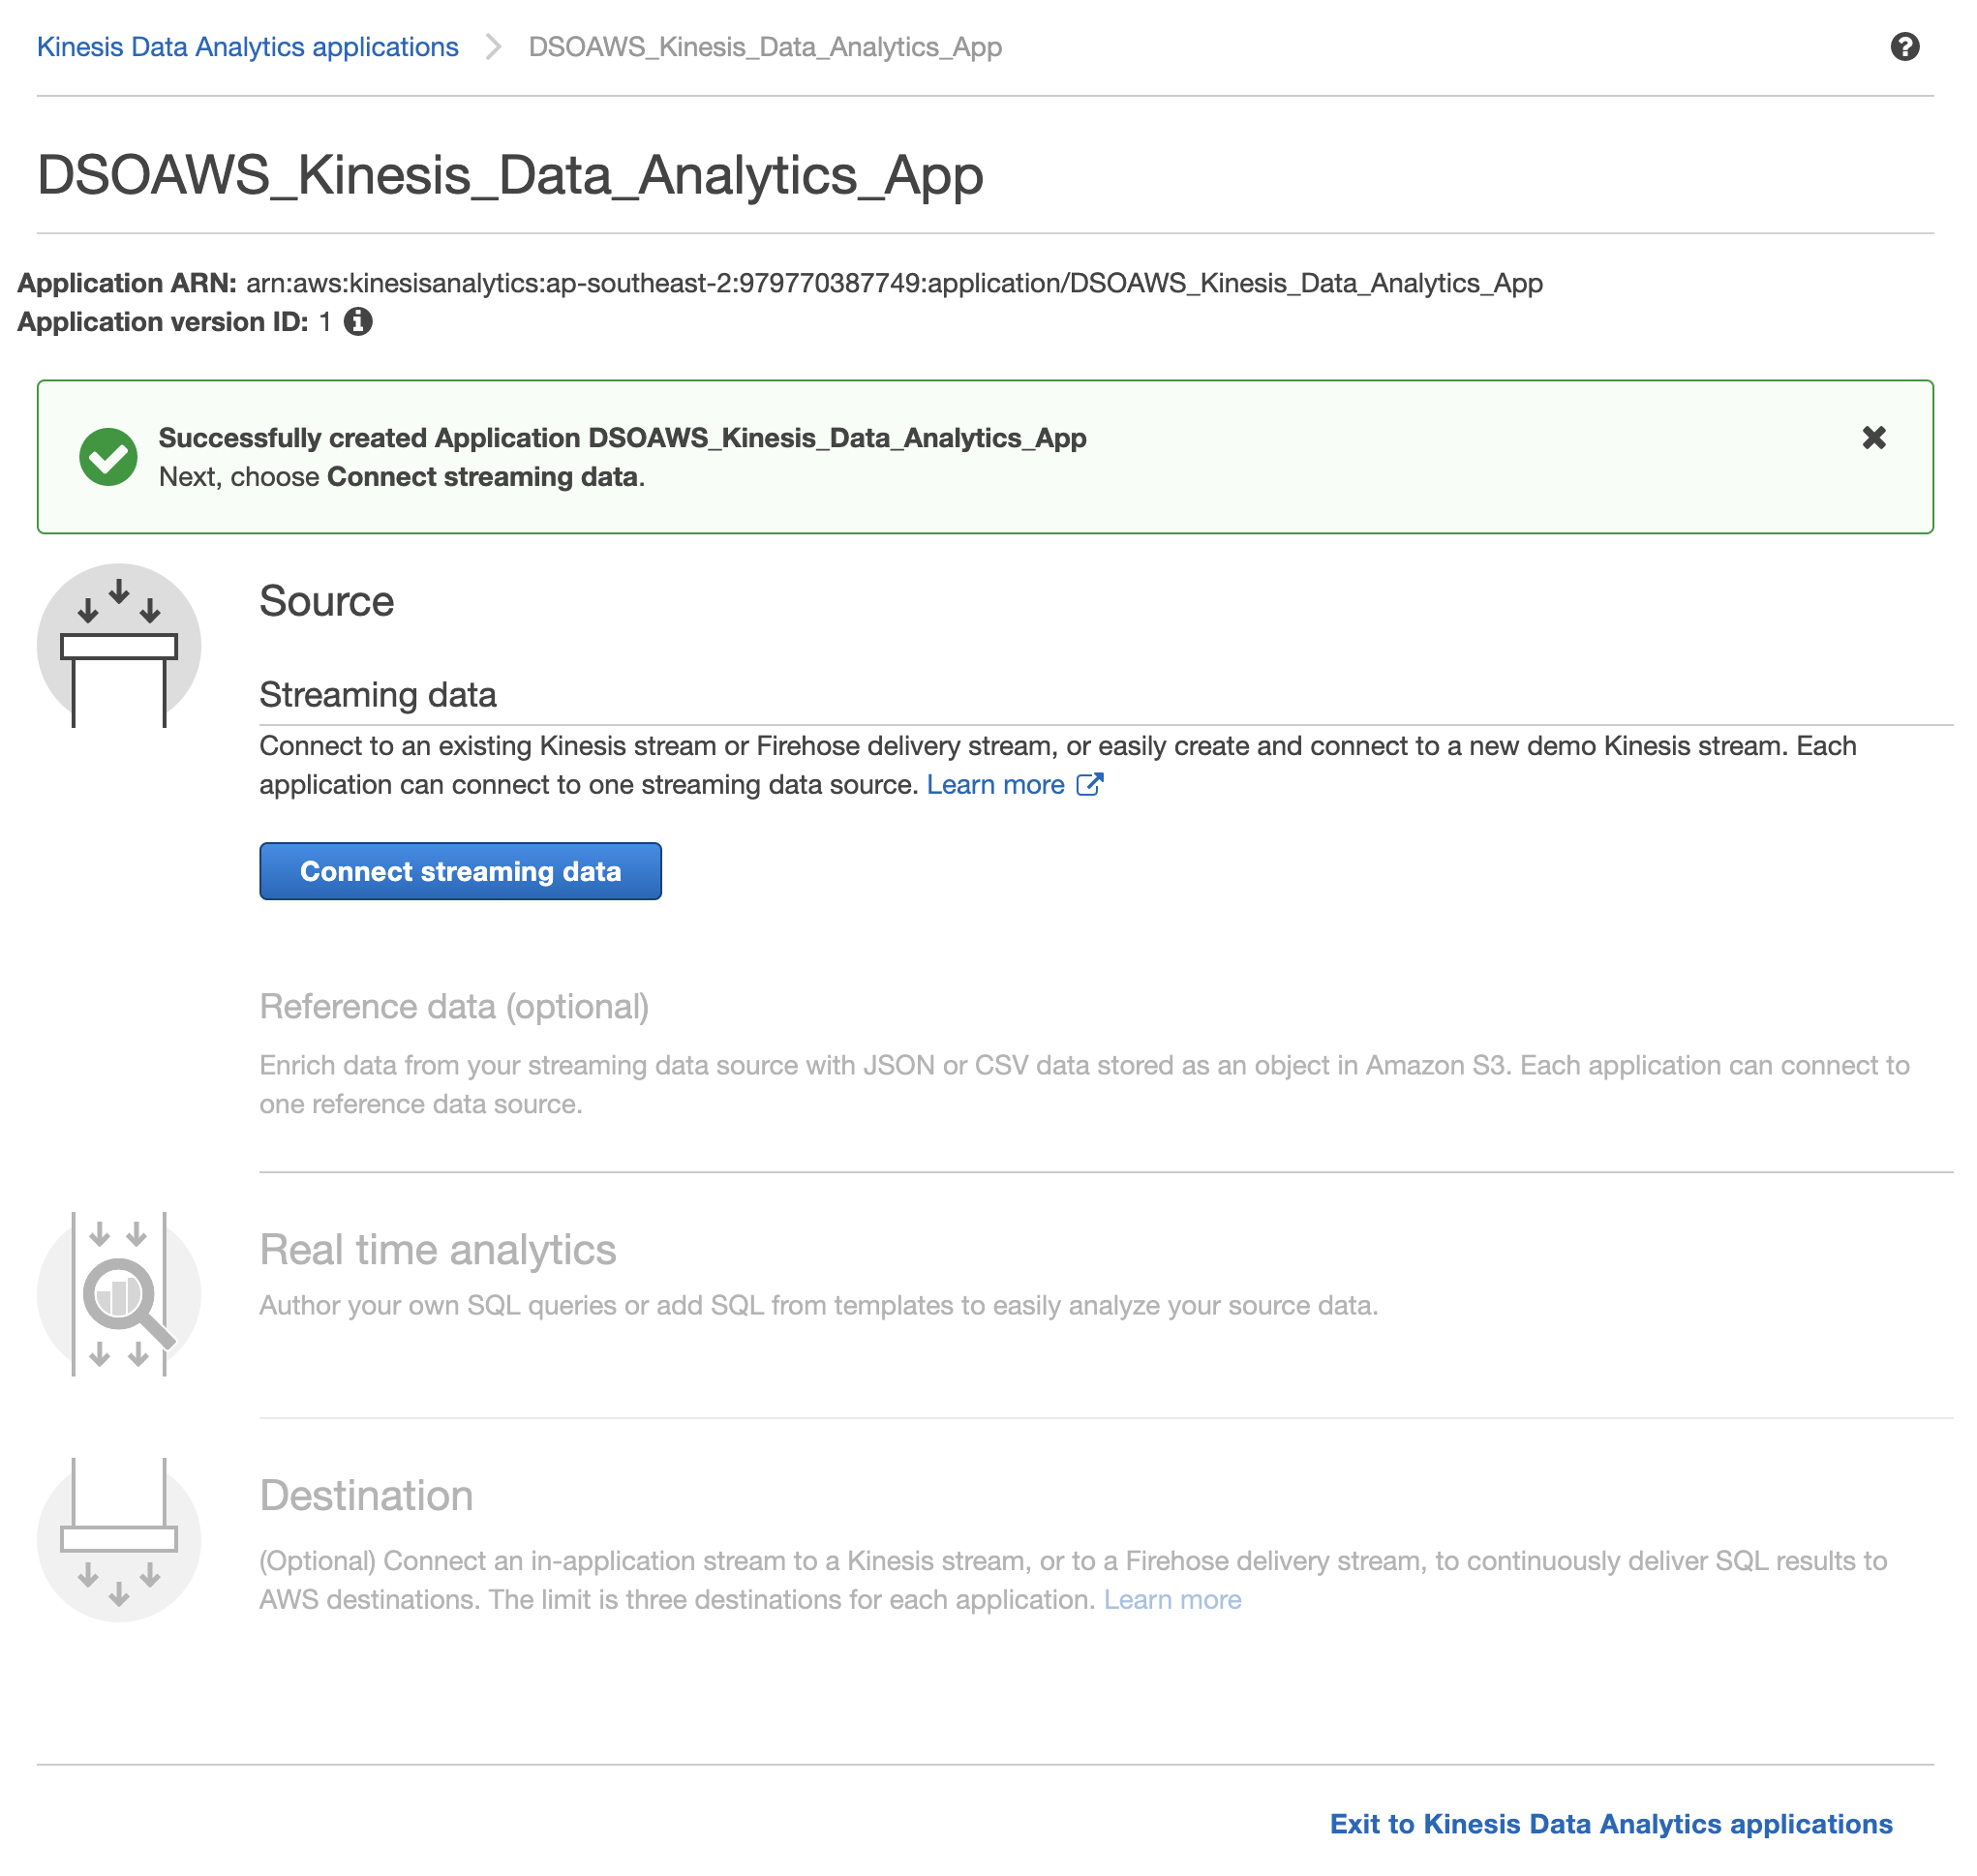 Kinesis Data Analytics applications > DSOAWS_Kinesis_Data_Analytics_App
DSOAWS_Kinesis_Data_Analytics_App
Application ARN: arn:aws:kinesisanalytics:ap-southeast-2:979770387749:application/DSOAWS_Kinesis_Data_Analytics_App
Application version ID: 1
Successfully created Application DSOAWS_Kinesis_Data_Analytics_App
Next, choose Connect streaming data.
Source
Streaming data
Connect to an existing Kinesis stream or Firehose delivery stream, or easily create and connect to a new demo Kinesis stream. Each
application can connect to one streaming data source. Learn more
Connect streaming data
Reference data (optional)
Enrich data from your streaming data source with JSON or CSV data stored as an object in Amazon S3. Each application can connect to
one reference data source.
Real time analytics
Author your own SQL queries or add SQL from templates to easily analyze your source data.
Destination
(Optional) Connect an in-application stream to a Kinesis stream, or to a Firehose delivery stream, to continuously deliver SQL results to
AWS destinations. The limit is three destinations for each application. Learn more
Exit to Kinesis Data Analytics applications